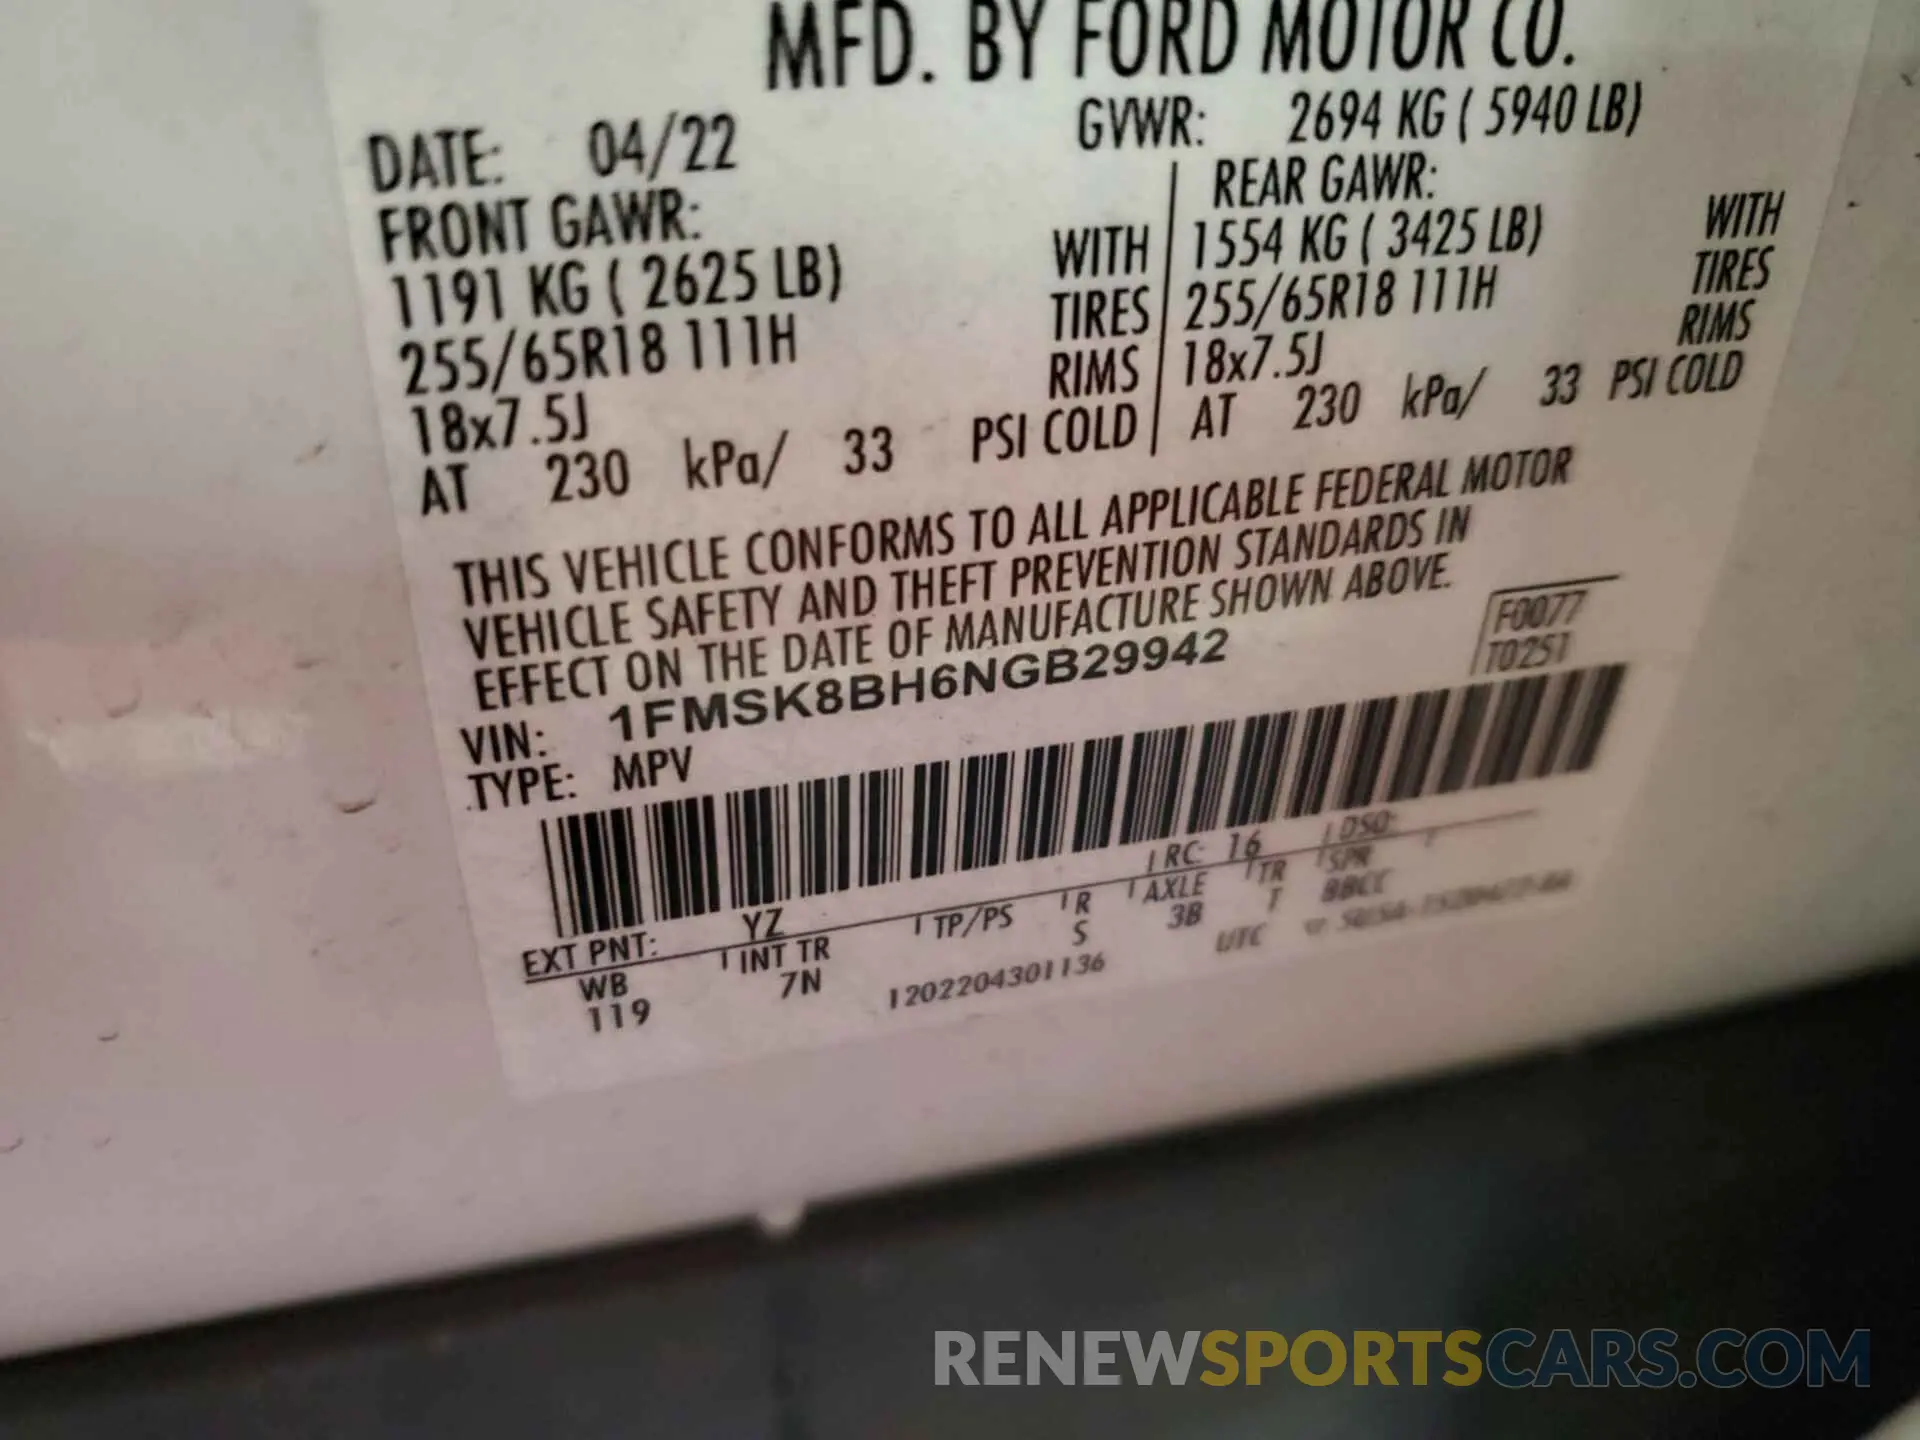 MFD. BY FORD MOTOR CO.
DATE: 04/22 GVWR: 2694 KG ( 5940 LB)
FRONT GAWR: REAR GAWR:
1191 KG ( 2625 LB) WITH 1554 KG ( 3425 LB) WITH
255/65R18 111H TIRES 255/65R18 111H TIRES
18x7.5J RIMS 18x7.5J RIMS
AT 230 kPa/ 33 PSI COLD AT 230 kPa/ 33 PSI COLD
THIS VEHICLE CONFORMS TO ALL APPLICABLE FEDERAL MOTOR
VEHICLE SAFETY AND THEFT PREVENTION STANDARDS IN
EFFECT ON THE DATE OF MANUFACTURE SHOWN ABOVE.
F0077
T0251
VIN: 1FMSK8BH6NGB29942
TYPE: MPV
EXT PNT: YZ RC: 16 DSO:
WB INT TR TP/PS R AXLE TR SPR
119 7N S 3B T BBCC
1202204301136 UTC
RENEWSPORTSCARS.COM